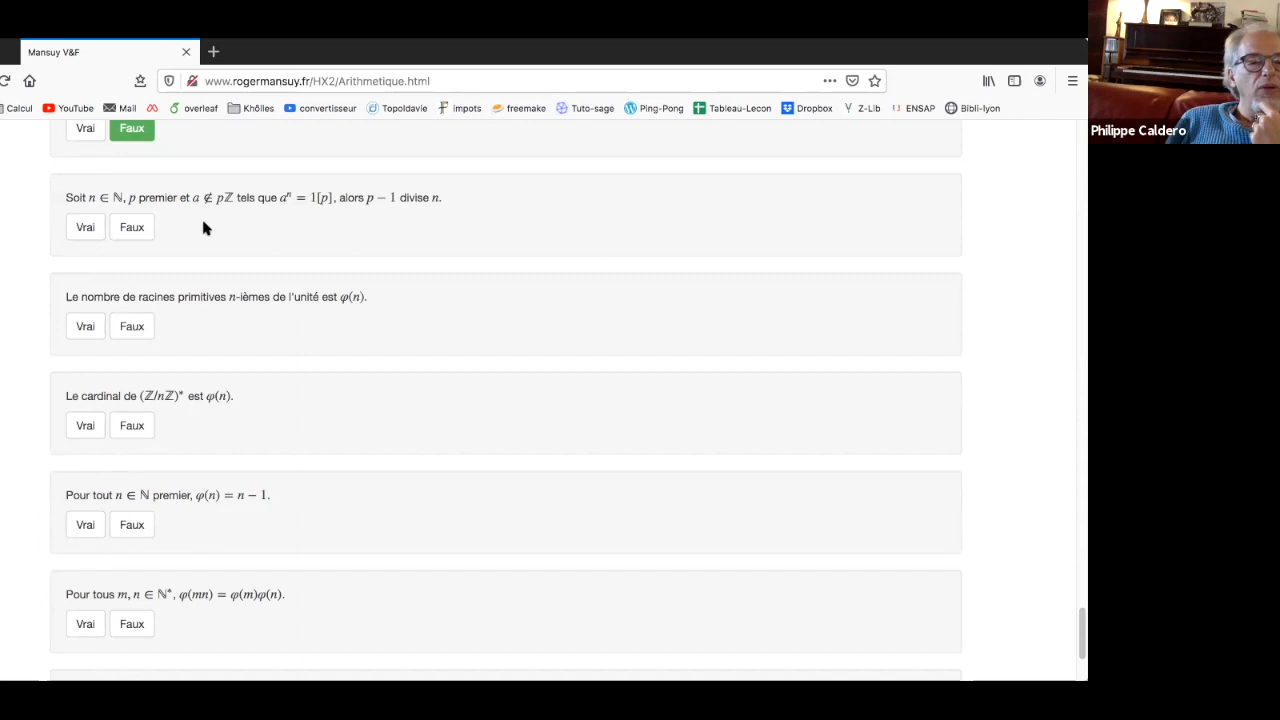 Mansuy V&F
www.rogermansuy.fr/HX2/Arithmetique.html
Calcul YouTube Mail overleaf Khôlles convertisseur Topoldavie impots freemake Tuto-sage Ping-Pong Tableau-Lecon Dropbox Z-Lib ENSAP Bibli-lyon
Philippe Caldero
Vrai Faux
Soit n ∈ ℕ, p premier et a ∉ pℤ tels que aⁿ = 1[p], alors p − 1 divise n.
Vrai Faux
Le nombre de racines primitives n-ièmes de l'unité est φ(n).
Vrai Faux
Le cardinal de (ℤ/nℤ)* est φ(n).
Vrai Faux
Pour tout n ∈ ℕ premier, φ(n) = n − 1.
Vrai Faux
Pour tous m, n ∈ ℕ*, φ(mn) = φ(m)φ(n).
Vrai Faux